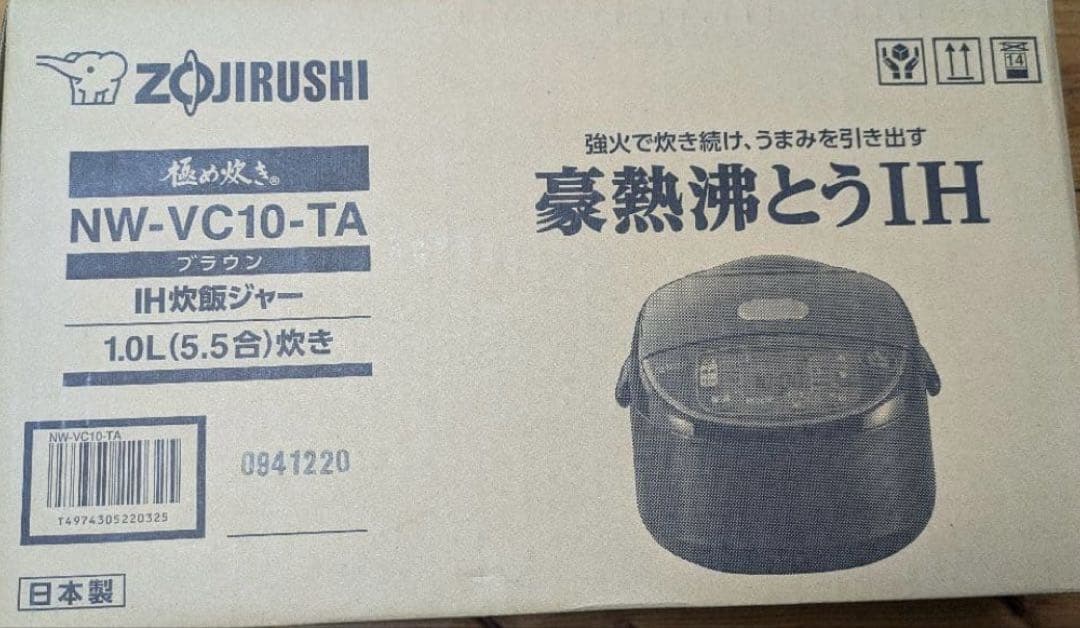 ZOJIRUSHI
極め炊き®
NW-VC10-TA
ブラウン
IH炊飯ジャー
1.0L(5.5合)炊き
NW-VC10-TA
T4974305220325
0941220
日本製
14
強火で炊き続け、うまみを引き出す
豪熱沸とうIH